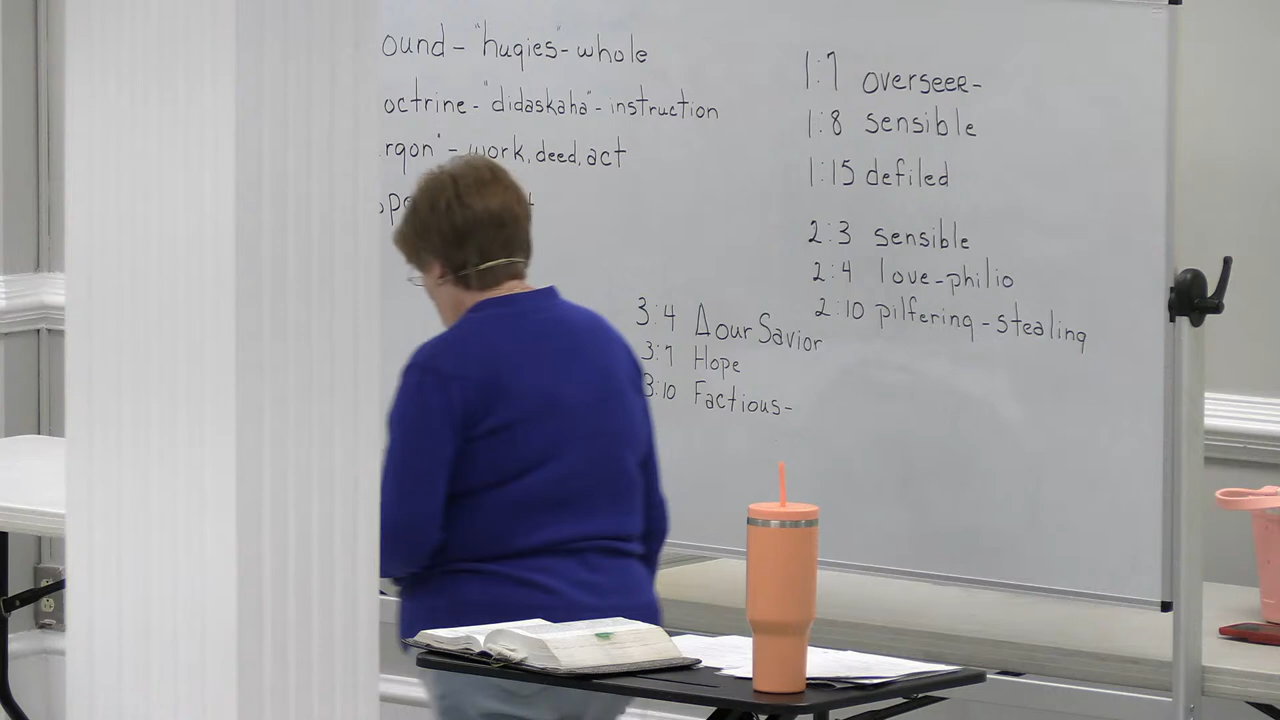 ound - "hugies" - whole
octrine - "didaskaha" - instruction
rgon" - work, deed, act
1:7 overseer-
1:8 sensible
1:15 defiled
2:3 sensible
2:4 love-philio
2:10 pilfering - stealing
3:4 Δ our Savior
3:7 Hope
3:10 Factious-